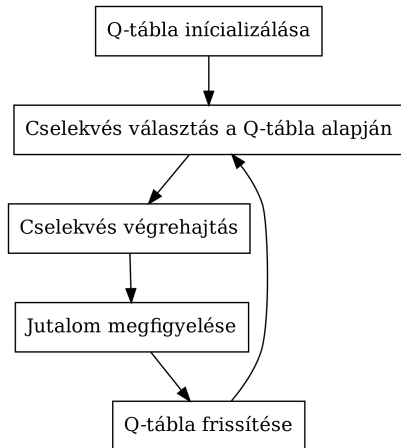 Q-tábla inícializálása
Cselekvés választás a Q-tábla alapján
Cselekvés végrehajtás
Jutalom megfigyelése
Q-tábla frissítése